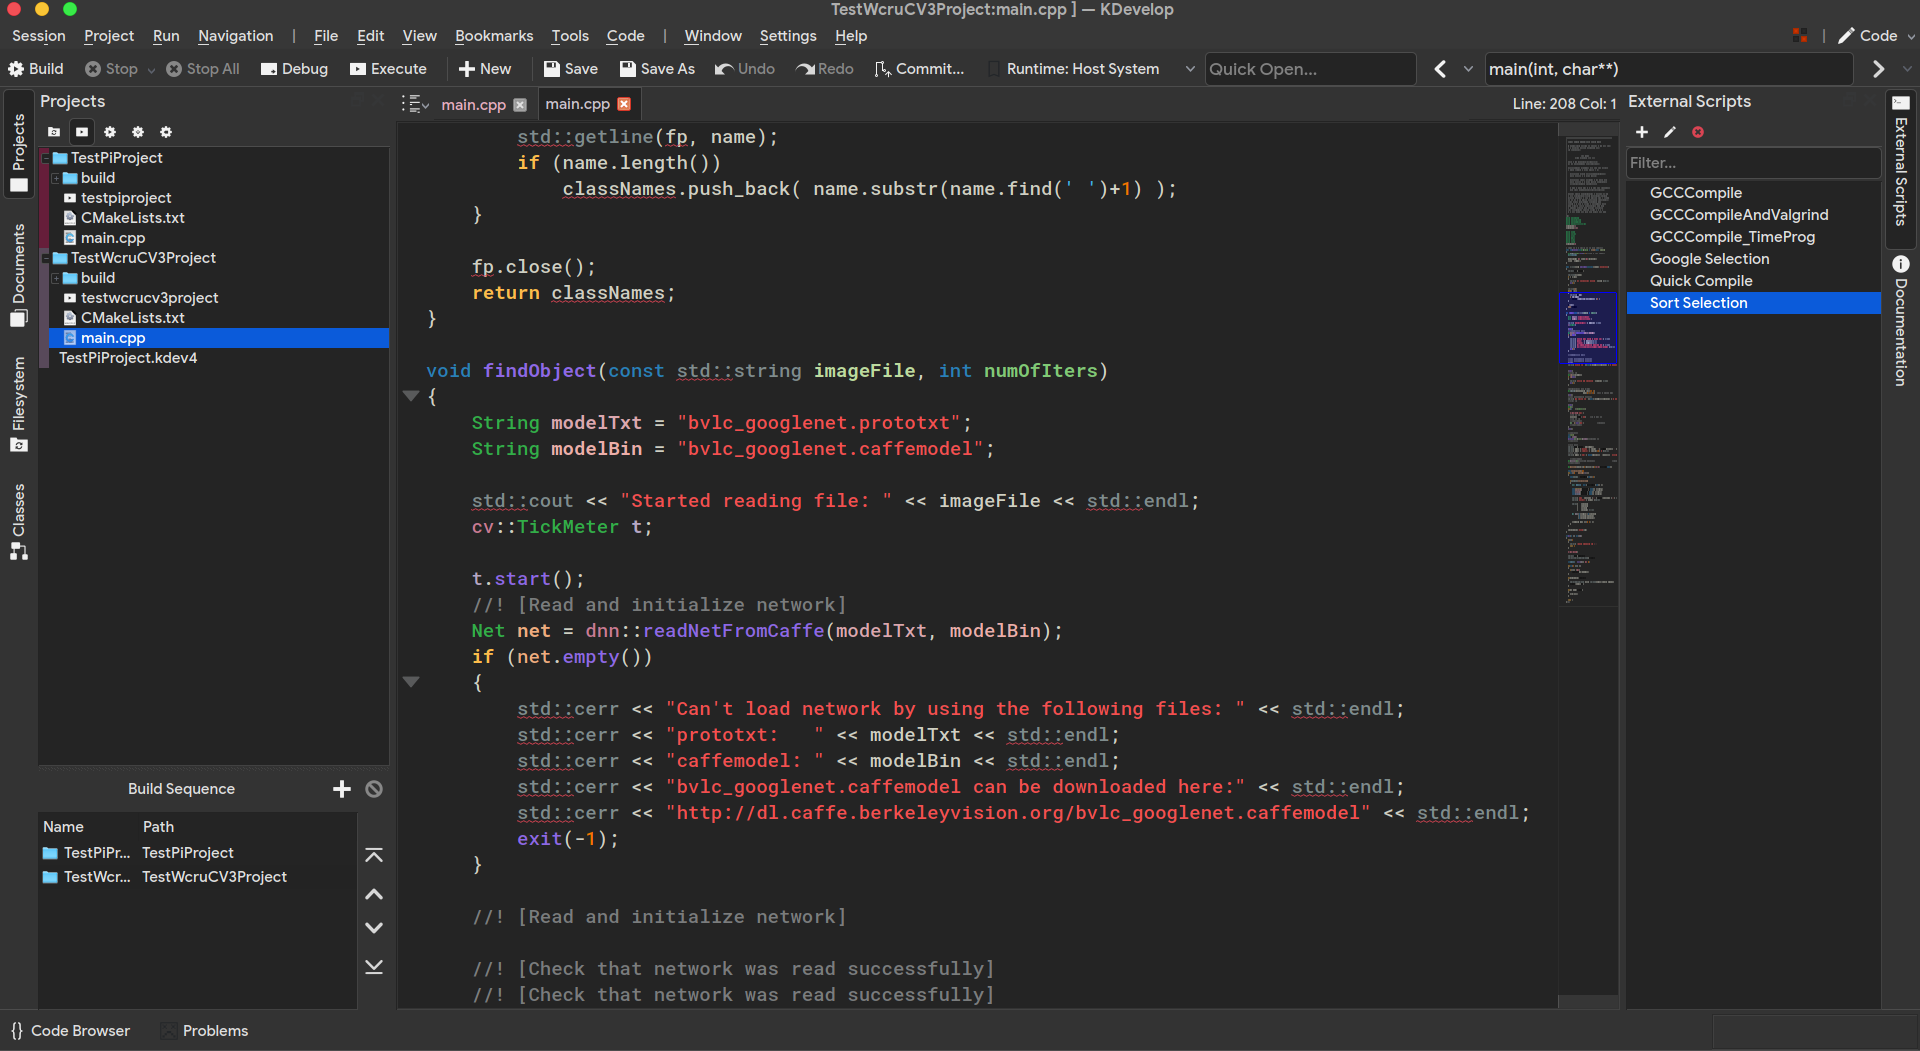 TestWcruCV3Project:main.cpp ] — KDevelop
Session Project Run Navigation | File Edit View Bookmarks Tools Code | Window Settings Help | Code
Build Stop Stop All Debug Execute New Save Save As Undo Redo Commit... Runtime: Host System Quick Open... main(int, char**)
Projects
main.cpp main.cpp Line: 208 Col: 1
External Scripts
Projects
Documents
Filesystem
Classes
TestPiProject
build
testpiproject
CMakeLists.txt
main.cpp
TestWcruCV3Project
build
testwcrucv3project
CMakeLists.txt
main.cpp
TestPiProject.kdev4
Build Sequence
Name Path
TestPiPr... TestPiProject
TestWcr... TestWcruCV3Project
std::getline(fp, name);
if (name.length())
classNames.push_back( name.substr(name.find(' ')+1) );
}
fp.close();
return classNames;
}
void findObject(const std::string imageFile, int numOfIters)
{
String modelTxt = "bvlc_googlenet.prototxt";
String modelBin = "bvlc_googlenet.caffemodel";
std::cout << "Started reading file: " << imageFile << std::endl;
cv::TickMeter t;
t.start();
//! [Read and initialize network]
Net net = dnn::readNetFromCaffe(modelTxt, modelBin);
if (net.empty())
{
std::cerr << "Can't load network by using the following files: " << std::endl;
std::cerr << "prototxt:   " << modelTxt << std::endl;
std::cerr << "caffemodel: " << modelBin << std::endl;
std::cerr << "bvlc_googlenet.caffemodel can be downloaded here:" << std::endl;
std::cerr << "http://dl.caffe.berkeleyvision.org/bvlc_googlenet.caffemodel" << std::endl;
exit(-1);
}
//! [Read and initialize network]
//! [Check that network was read successfully]
//! [Check that network was read successfully]
Filter...
GCCCompile
GCCCompileAndValgrind
GCCCompile_TimeProg
Google Selection
Quick Compile
Sort Selection
External Scripts
Documentation
{} Code Browser Problems